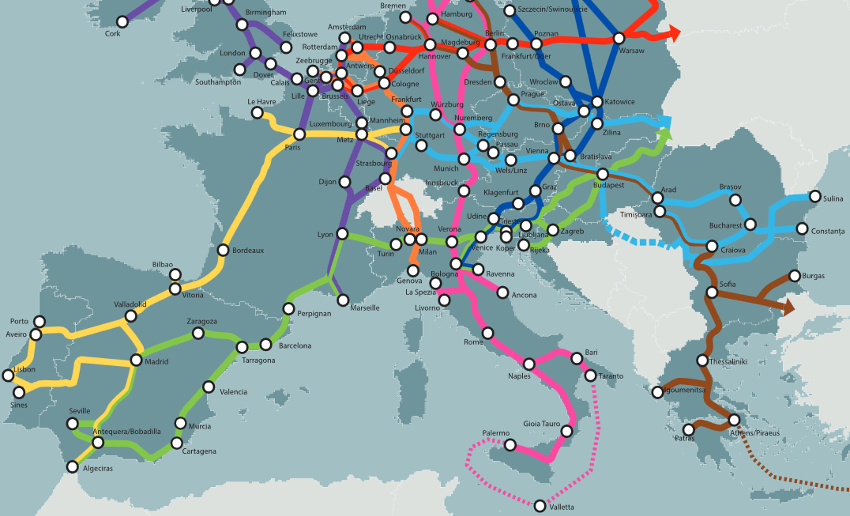 Bremen
Hamburg
Szczecin/Swinoujscie
Liverpool
Birmingham
Cork
Felixstowe
Amsterdam
Utrecht
Osnabrück
Berlin
Poznan
London
Rotterdam
Magdeburg
Hannover
Frankfurt/Oder
Warsaw
Dover
Zeebrugge
Antwerp
Southampton
Calais
Gent
Düsseldorf
Cologne
Dresden
Wroclaw
Lille
Brussels
Liège
Prague
Le Havre
Frankfurt
Katowice
Luxembourg
Mannheim
Würzburg
Nuremberg
Ostava
Brno
Zilina
Paris
Metz
Stuttgart
Regensburg
Passau
Vienna
Strasbourg
Munich
Wels/Linz
Bratislava
Dijon
Basel
Innsbruck
Klagenfurt
Graz
Budapest
Arad
Braşov
Sulina
Timişoara
Udine
Novara
Verona
Venice
Koper
Ljubljana
Zagreb
Bucharest
Constanţa
Lyon
Turin
Milan
Rijeka
Craiova
Bordeaux
Bilbao
Vitoria
Genova
Bologna
Ravenna
La Spezia
Ancona
Livorno
Sofia
Burgas
Marseille
Perpignan
Porto
Aveiro
Valladolid
Zaragoza
Rome
Barcelona
Tarragona
Madrid
Bari
Naples
Taranto
Thessaliniki
Lisbon
Sines
Valencia
Igoumenitsa
Seville
Murcia
Gioia Tauro
Antequera/Bobadilla
Palermo
Cartagena
Patras
Athens/Piraeus
Algeciras
Valletta